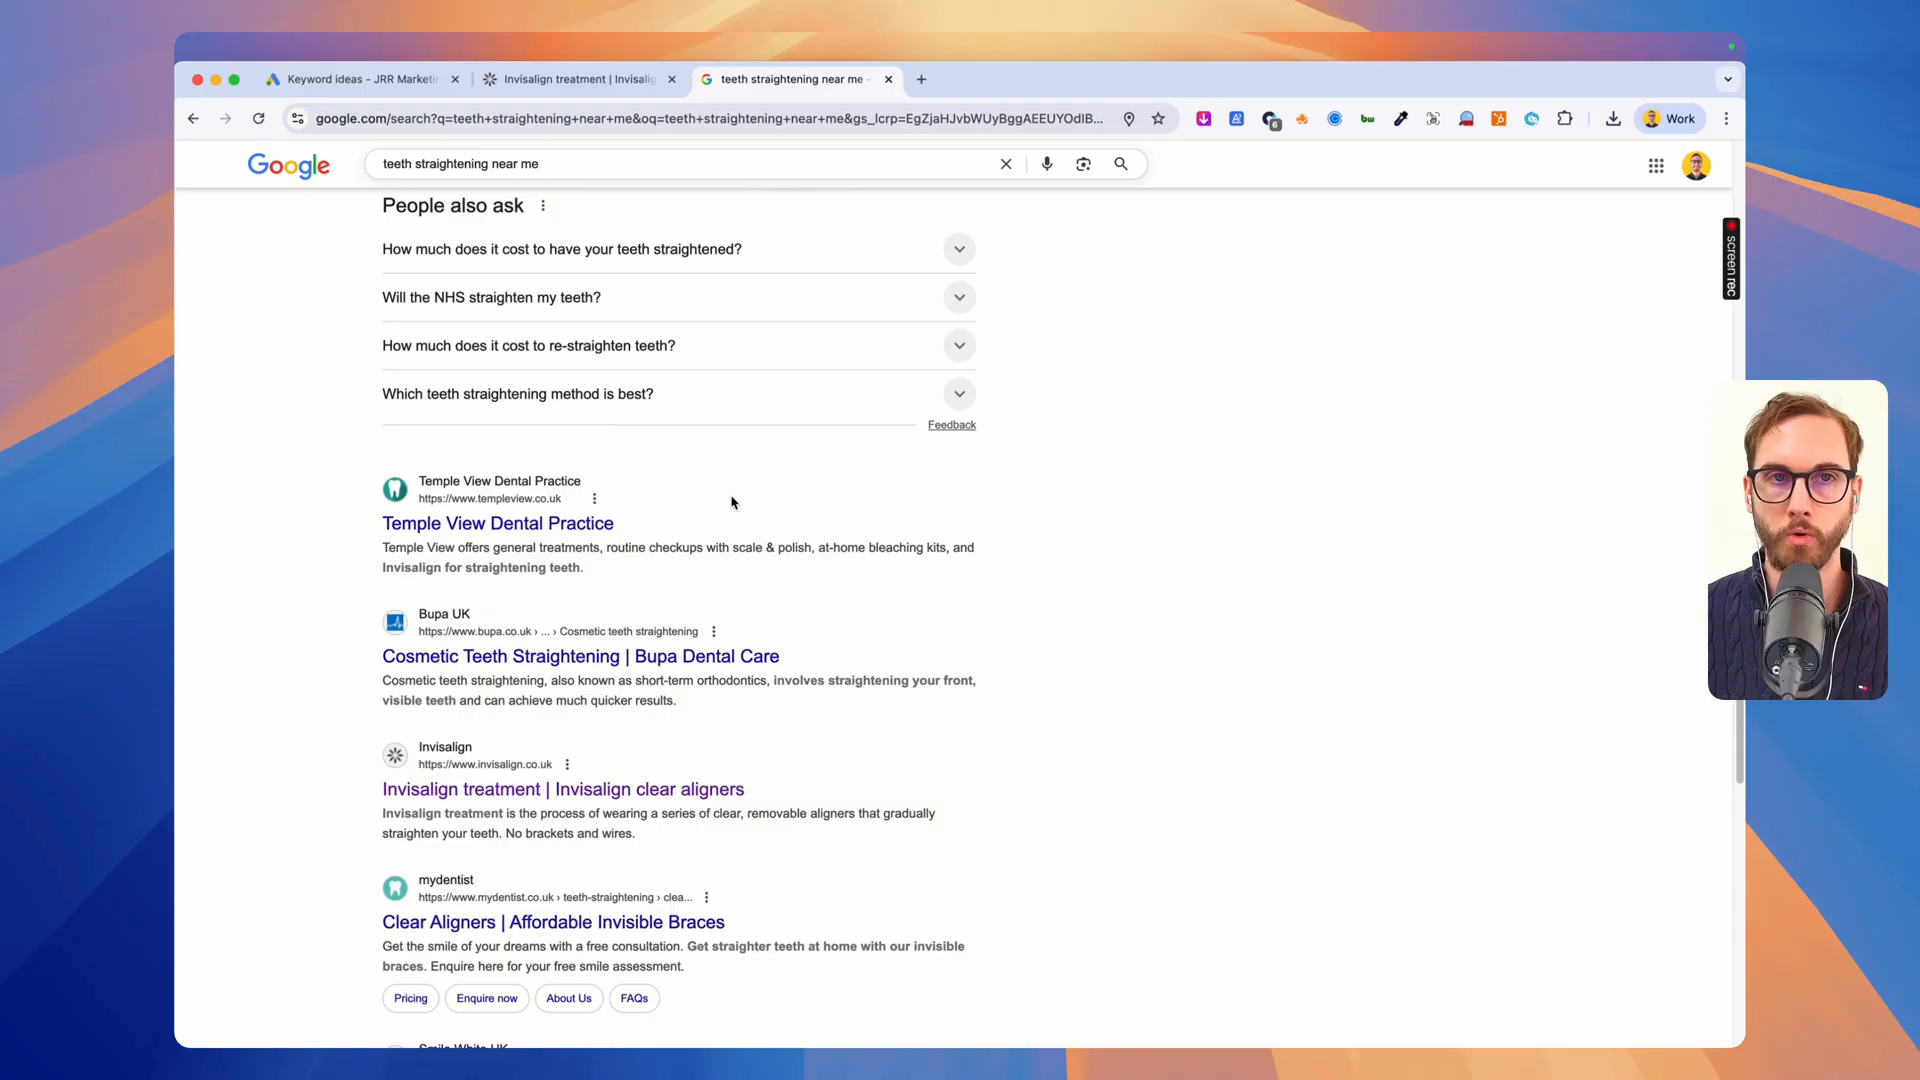 Keyword ideas - JRR Marketi
Invisalign treatment | Invisalig
teeth straightening near me -
google.com/search?q=teeth+straightening+near+me&oq=teeth+straightening+near+me&gs_lcrp=EgZjaHJvbWUyBggAEEUYOdIB...
6
bw
Work
Google
teeth straightening near me
screen rec
People also ask
How much does it cost to have your teeth straightened?
Will the NHS straighten my teeth?
How much does it cost to re-straighten teeth?
Which teeth straightening method is best?
Feedback
Temple View Dental Practice
https://www.templeview.co.uk
Temple View Dental Practice
Temple View offers general treatments, routine checkups with scale & polish, at-home bleaching kits, and
Invisalign for straightening teeth.
Bupa UK
https://www.bupa.co.uk › ... › Cosmetic teeth straightening
Cosmetic Teeth Straightening | Bupa Dental Care
Cosmetic teeth straightening, also known as short-term orthodontics, involves straightening your front,
visible teeth and can achieve much quicker results.
Invisalign
https://www.invisalign.co.uk
Invisalign treatment | Invisalign clear aligners
Invisalign treatment is the process of wearing a series of clear, removable aligners that gradually
straighten your teeth. No brackets and wires.
mydentist
https://www.mydentist.co.uk › teeth-straightening › clea...
Clear Aligners | Affordable Invisible Braces
Get the smile of your dreams with a free consultation. Get straighter teeth at home with our invisible
braces. Enquire here for your free smile assessment.
Pricing
Enquire now
About Us
FAQs
Smile White UK